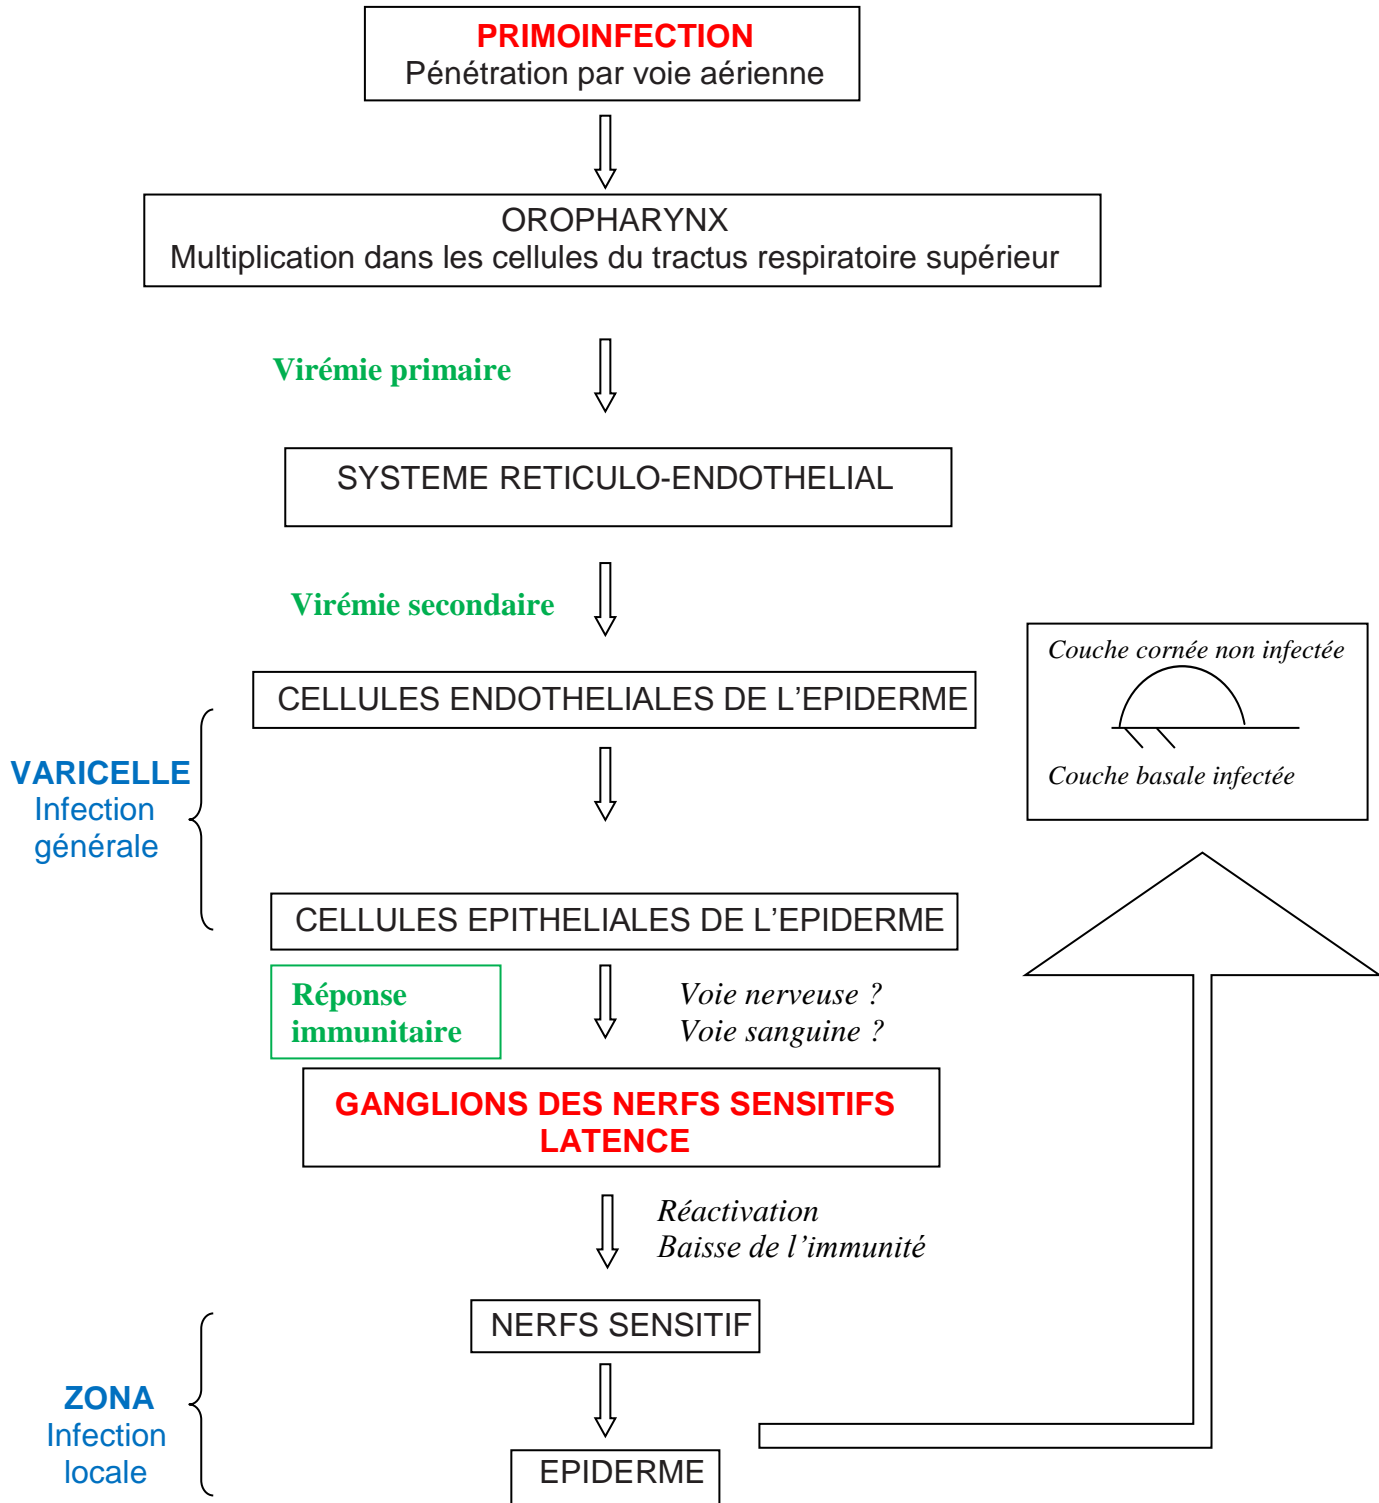 PRIMOINFECTION
Pénétration par voie aérienne
OROPHARYNX
Multiplication dans les cellules du tractus respiratoire supérieur
Virémie primaire
SYSTEME RETICULO-ENDOTHELIAL
Virémie secondaire
Couche cornée non infectée
Couche basale infectée
CELLULES ENDOTHELIALES DE L’EPIDERME
VARICELLE
Infection
générale
CELLULES EPITHELIALES DE L’EPIDERME
Réponse
immunitaire
Voie nerveuse ?
Voie sanguine ?
GANGLIONS DES NERFS SENSITIFS
LATENCE
Réactivation
Baisse de l’immunité
NERFS SENSITIF
ZONA
Infection
locale
EPIDERME